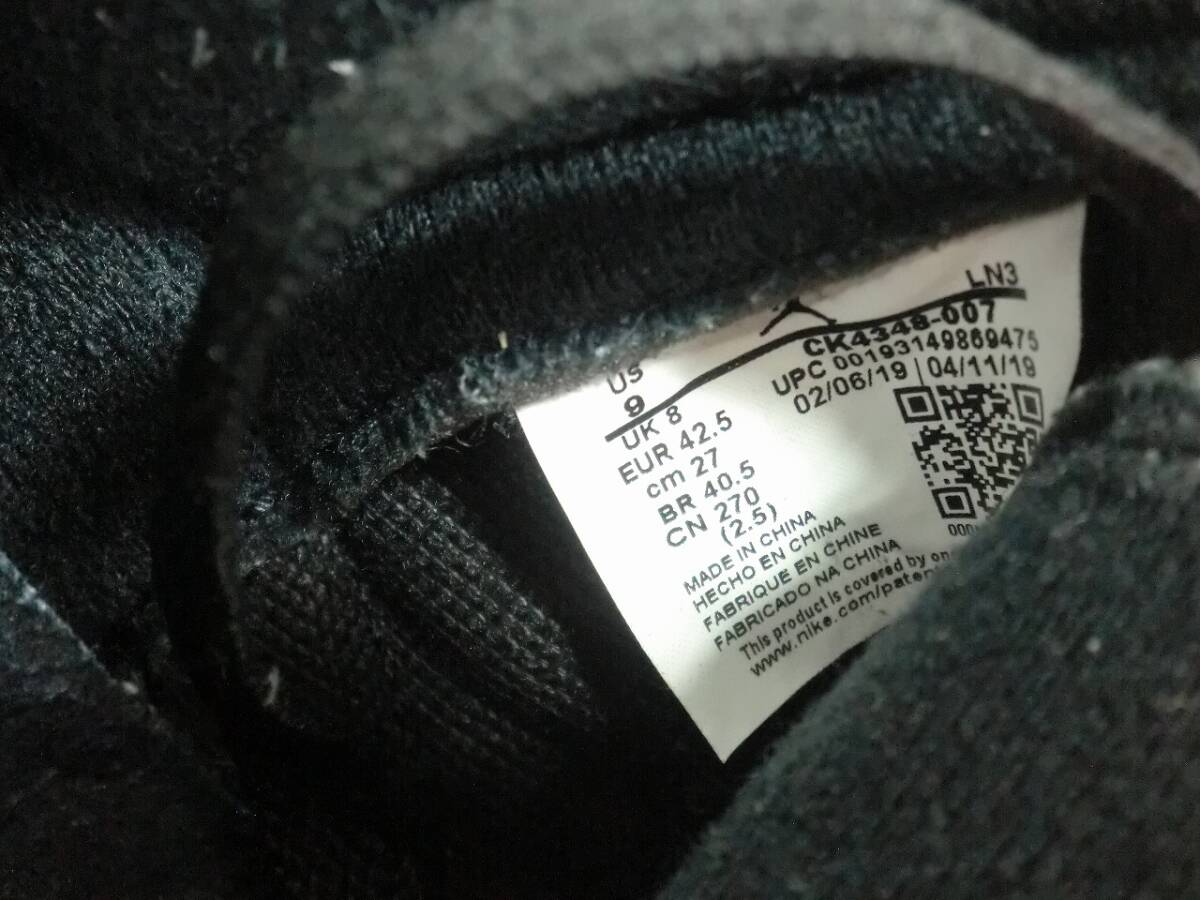 LN3
US
9
CK4348-007
UPC 00193149869475
02/06/19 | 04/11/19
UK 8
EUR 42.5
cm 27
BR 40.5
CN 270
(2.5)
MADE IN CHINA
HECHO EN CHINA
FABRIQUE EN CHINE
FABRICADO NA CHINA
This product is covered by
www.nike.com/paten